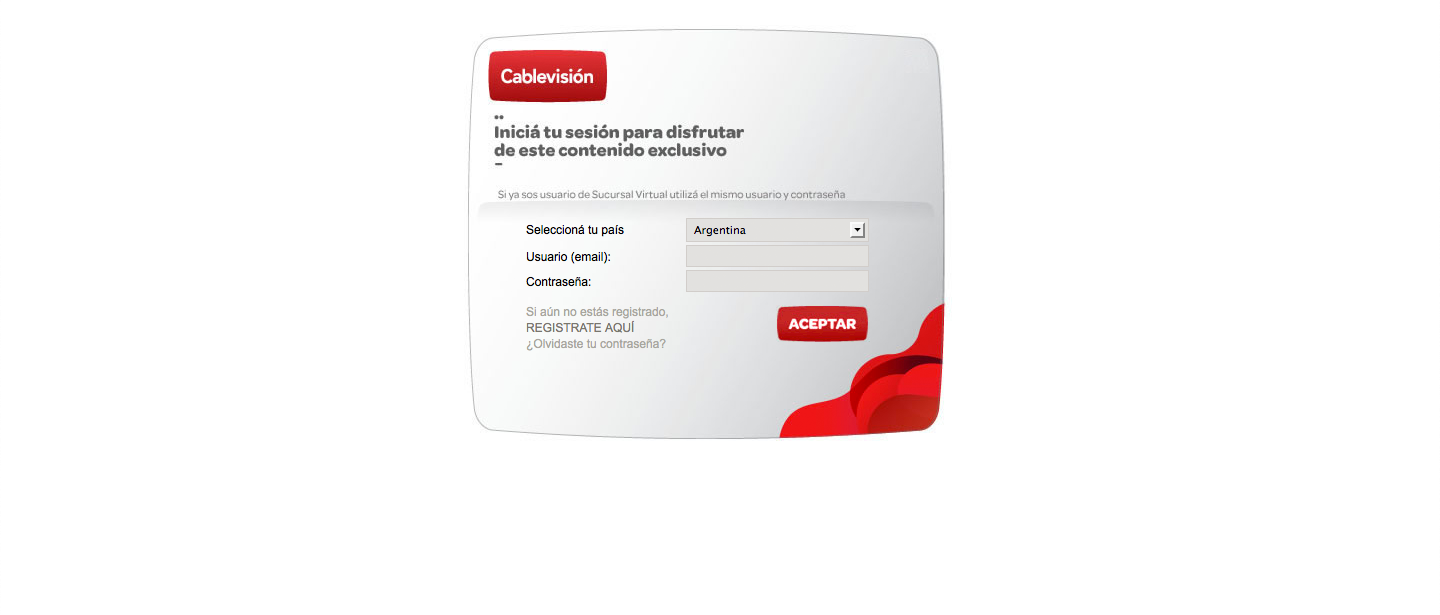 Cablevisión
Iniciá tu sesión para disfrutar
de este contenido exclusivo
Si ya sos usuario de Sucursal Virtual utilizá el mismo usuario y contraseña
Seleccioná tu país
Argentina
Usuario (email):
Contraseña:
Si aún no estás registrado,
REGISTRATE AQUÍ
¿Olvidaste tu contraseña?
ACEPTAR